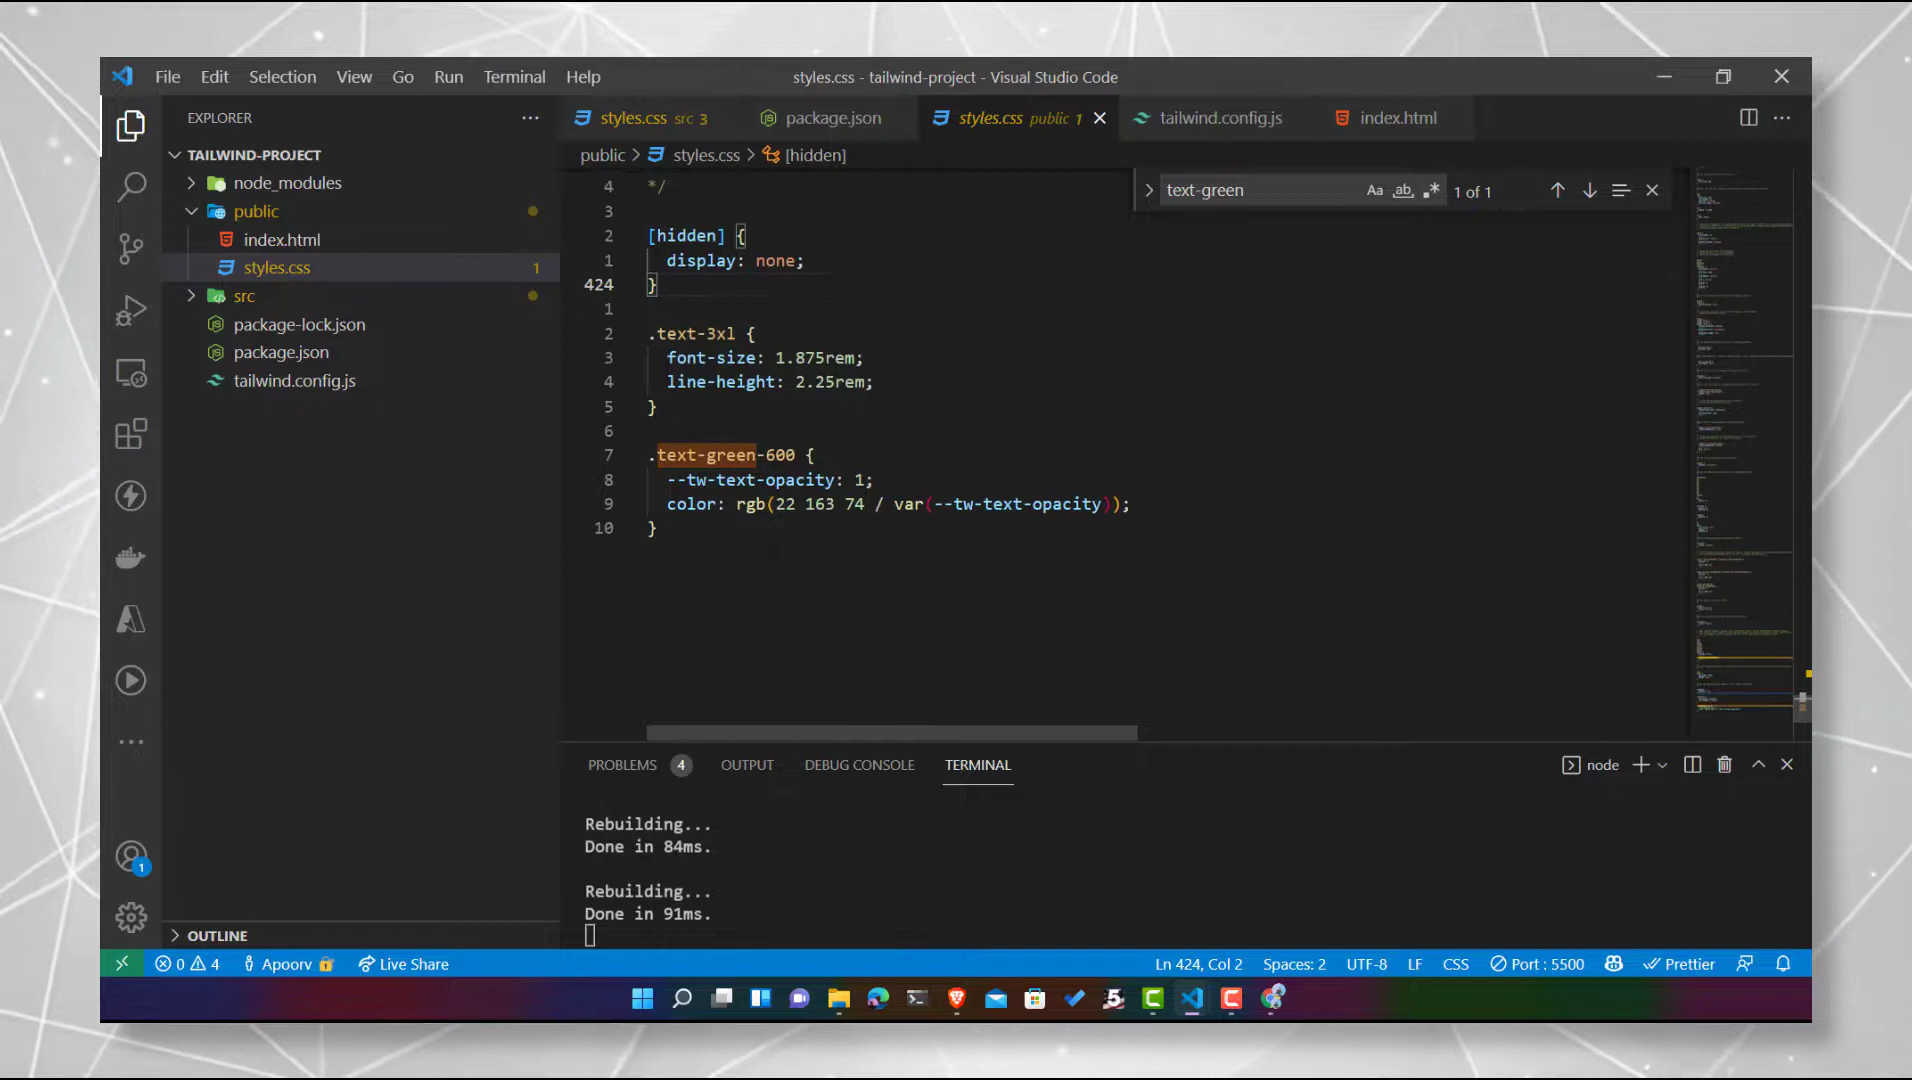 File Edit Selection View Go Run Terminal Help
styles.css - tailwind-project - Visual Studio Code
EXPLORER
TAILWIND-PROJECT
node_modules
public
index.html
styles.css 1
src
package-lock.json
package.json
tailwind.config.js
OUTLINE
1
styles.css src 3
package.json
styles.css public 1
tailwind.config.js
index.html
public > styles.css > [hidden]
text-green
Aa ab
1 of 1
4 */
3
2 [hidden] {
1 display: none;
424 }
1
2 .text-3xl {
3 font-size: 1.875rem;
4 line-height: 2.25rem;
5 }
6
7 .text-green-600 {
8 --tw-text-opacity: 1;
9 color: rgb(22 163 74 / var(--tw-text-opacity));
10 }
PROBLEMS 4 OUTPUT DEBUG CONSOLE TERMINAL
node
Rebuilding...
Done in 84ms.
Rebuilding...
Done in 91ms.
0 4 Apoorv Live Share
Ln 424, Col 2 Spaces: 2 UTF-8 LF CSS Port : 5500 Prettier